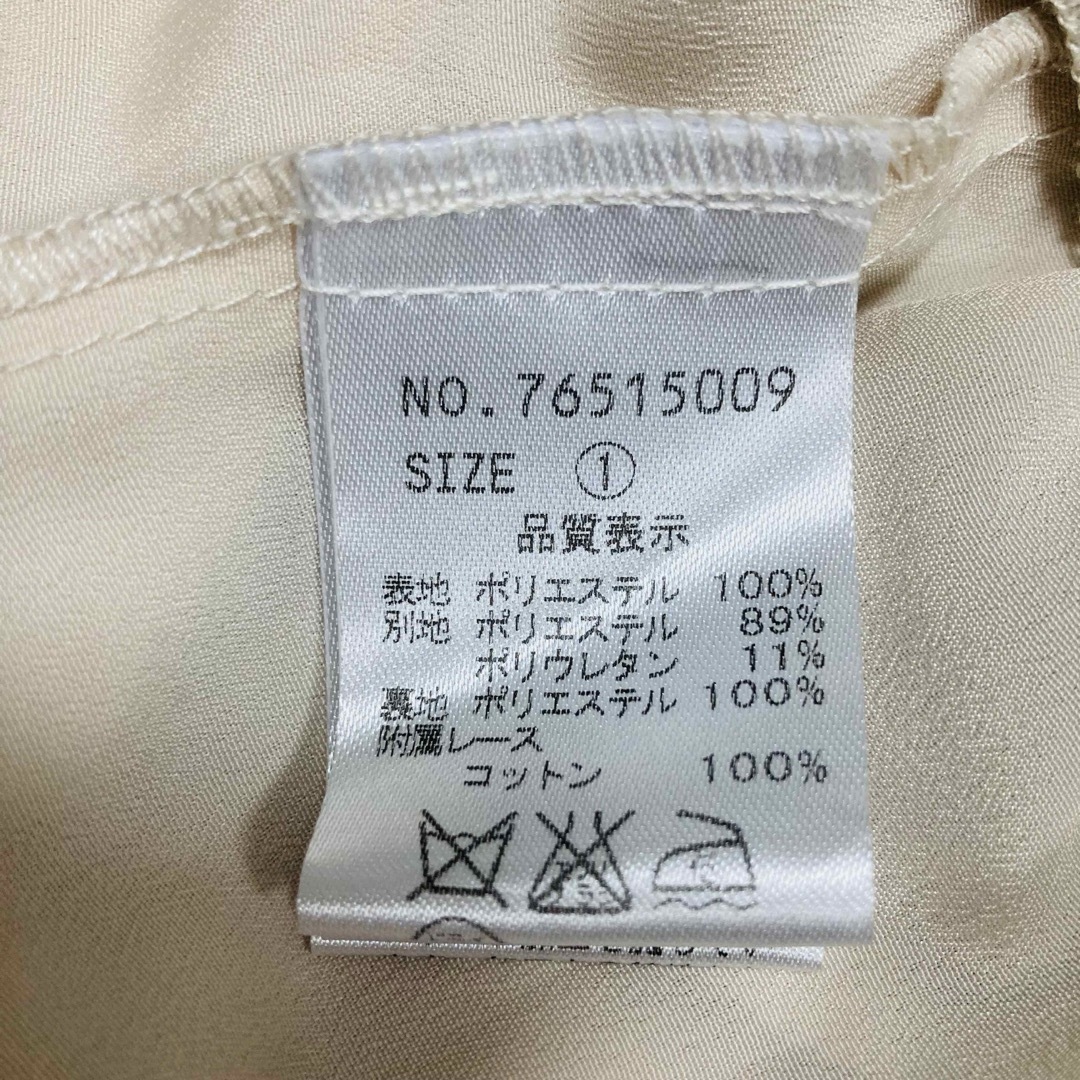 NO.76515009
SIZE ①
品質表示
表地 ポリエステル 100%
別地 ポリエステル 89%
ポリウレタン 11%
裏地 ポリエステル 100%
附属レース
コットン 100%